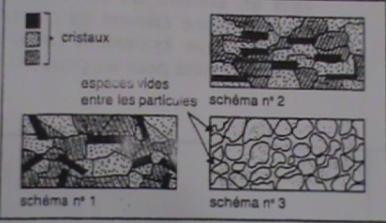 cristaux
espaces vides
entre les particules
schéma n° 2
schéma n° 1
schéma n° 3